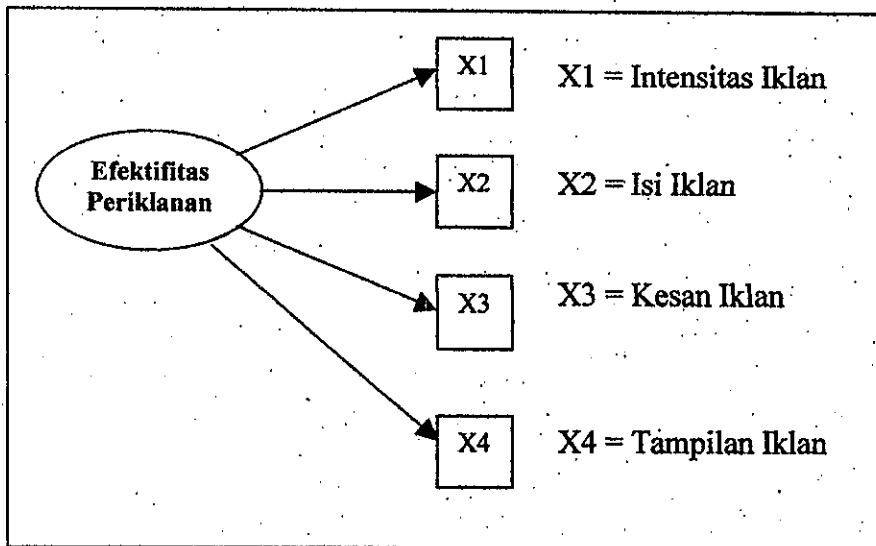 X1
X1 = Intensitas Iklan
Efektifitas
Periklanan
X2
X2 = Isi Iklan
X3
X3 = Kesan Iklan
X4
X4 = Tampilan Iklan